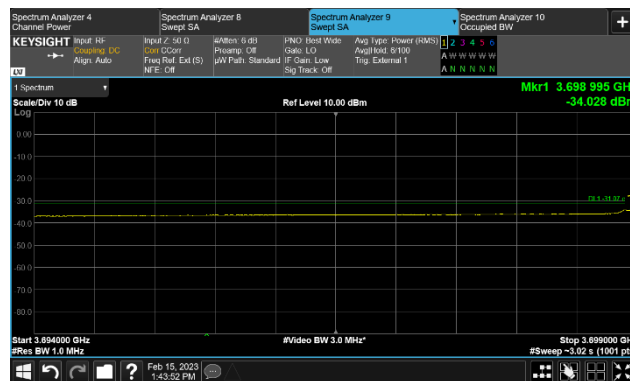 Spectrum Analyzer 4
Channel Power
Spectrum Analyzer 8
Swept SA
Spectrum Analyzer 9
Swept SA
Spectrum Analyzer 10
Occupied BW
+
KEYSIGHT
LXI
Input: RF
Coupling: DC
Align: Auto
Input Z: 50 Ω
Corr CCorr
Freq Ref: Ext (S)
NFE: Off
#Atten: 6 dB
Preamp: Off
µW Path: Standard
PNO: Best Wide
Gate: LO
IF Gain: Low
Sig Track: Off
Avg Type: Power (RMS)
Avg|Hold: 6/100
Trig: External 1
1 2 3 4 5 6
A W W W W W
A N N N N N
1 Spectrum
Scale/Div 10 dB
Log
Ref Level 10.00 dBm
Mkr1 3.698 995 GH
-34.028 dBr
0.00
-10.0
-20.0
-30.0
-40.0
-50.0
-60.0
-70.0
-80.0
Start 3.694000 GHz
#Res BW 1.0 MHz
#Video BW 3.0 MHz*
Stop 3.699000 GH
#Sweep ~3.02 s (1001 pt
?
Feb 15, 2023
1:43:52 PM